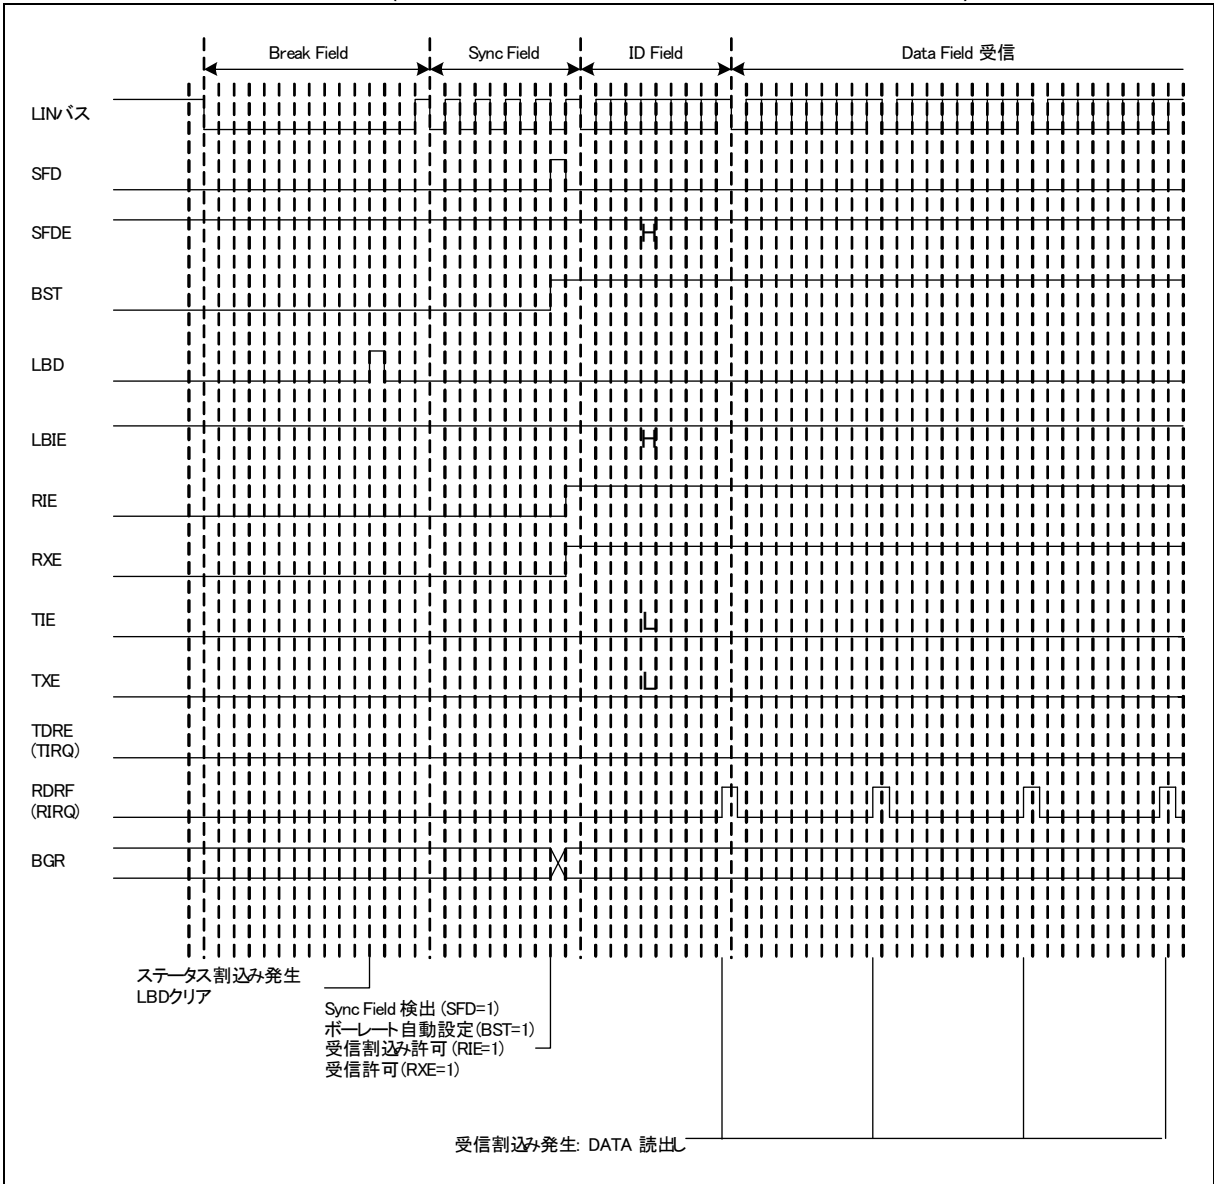 Break Field
Sync Field
ID Field
Data Field 受信
LINバス
SFD
SFDE
H
BST
LBD
LBIE
H
RIE
RXE
TIE
L
TXE
L
TDRE
(TIRQ)
RDRF
(RIRQ)
BGR
ステータス割込み発生
LBDクリア
Sync Field 検出 (SFD=1)
ボーレート自動設定(BST=1)
受信割込み許可 (RIE=1)
受信許可(RXE=1)
受信割込み発生: DATA 読出し